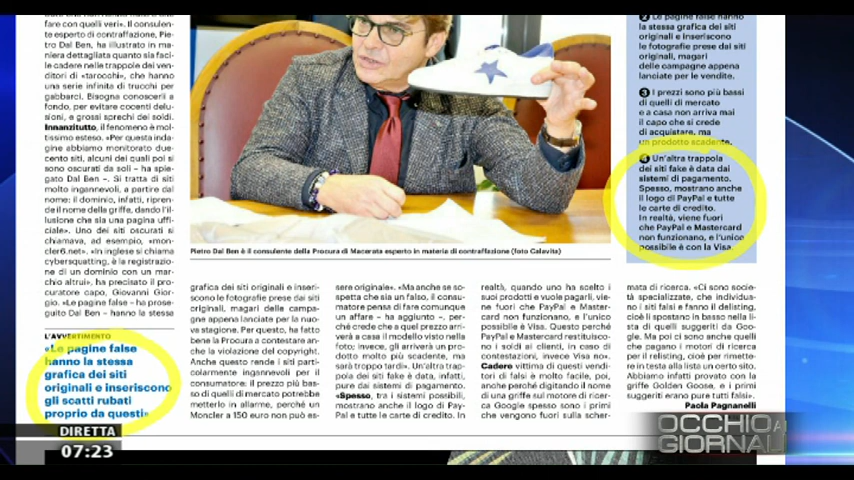 fare con quelli veri». Il consulen-
te esperto di contraffazione, Pie-
tro Dal Ben, ha illustrato in ma-
niera dettagliata quanto sia faci-
le cadere nelle trappole dei ven-
ditori di «tarocchi», che hanno
una serie infinita di trucchi per
gabbarci. Bisogna conoscerli a
fondo, per evitare cocenti delu-
sioni, e grossi sprechi dei soldi.
Innanzitutto, il fenomeno è mol-
tissimo esteso. «Per questa inda-
gine abbiamo monitorato due-
cento siti, alcuni dei quali poi si
sono oscurati da soli – ha spie-
gato Dal Ben –. Si tratta di siti
molto ingannevoli, a partire dal
nome: il dominio, infatti, ripren-
de il nome della griffe, dando l'il-
lusione che sia una pagina uffi-
ciale». Uno dei siti oscurati si
chiamava, ad esempio, «mon-
cler6.net». «In inglese si chiama
cybersquatting, è la registrazio-
ne di un dominio con un mar-
chio altrui», ha precisato il pro-
curatore capo, Giovanni Gior-
gio. «Le pagine false – ha prose-
guito Dal Ben – hanno la stessa
L'AVVERTIMENTO
«Le pagine false
hanno la stessa
grafica dei siti
originali e inseriscono
gli scatti rubati
proprio da questi»
Pietro Dal Ben è il consulente della Procura di Macerata esperto in materia di contraffazione (foto Calavita)
grafica dei siti originali e inseri-
scono le fotografie prese dai siti
originali, magari delle campa-
gne appena lanciate per la nuo-
va stagione. Per questo, ha fatto
bene la Procura a contestare an-
che la violazione del copyright.
Anche questo rende i siti parti-
colarmente ingannevoli per il
consumatore: il prezzo più bas-
so di quello di mercato potrebbe
metterlo in allarme, perché un
Moncler a 150 euro non può es-
sere originale». «Ma anche se so-
spetta che sia un falso, il consu-
matore pensa di fare comunque
un affare – ha aggiunto –, per-
ché crede che a quel prezzo arri-
verà a casa il modello visto nella
foto; invece, gli arriverà un pro-
dotto molto più scadente, ma
sarà troppo tardi». Un'altra trap-
pola dei siti fake è data, infatti,
pure dai sistemi di pagamento.
«Spesso, tra i sistemi possibili,
mostrano anche il logo di Pay-
Pal e tutte le carte di credito. In
realtà, quando uno ha scelto i
suoi prodotti e vuole pagarli, vie-
ne fuori che PayPal e Master-
card non funzionano, e l'unico
possibile è Visa. Questo perché
PayPal e Mastercard restituisco-
no i soldi ai clienti, in caso di
contestazioni, invece Visa no».
Cadere vittima di questi vendi-
tori di falsi è molto facile, poi,
anche perché digitando il nome
di una griffe sul motore di ricer-
ca Google spesso sono i primi
che vengono fuori sulla scher-
mata di ricerca. «Ci sono socie-
tà specializzate, che individua-
no i siti falsi e fanno il delisting,
cioè li spostano in basso nella li-
sta di quelli suggeriti da Goo-
gle. Ma poi ci sono anche quelli
che pagano i motori di ricerca
per il relisting, cioè per rimette-
re in testa alla lista un certo sito.
Abbiamo infatti provato con la
griffe Golden Goose, e i primi
suggeriti erano pure tutti falsi».
Paola Pagnanelli
2 Le pagine false hanno
la stessa grafica dei siti
originali e inseriscono
le fotografie prese dai siti
originali, magari
delle campagne appena
lanciate per le vendite.
3 I prezzi sono più bassi
di quelli di mercato
e a casa non arriva mai
il capo che si crede
di acquistare, ma
un prodotto scadente.
4 Un'altra trappola
dei siti fake è data dai
sistemi di pagamento.
Spesso, mostrano anche
il logo di PayPal e tutte
le carte di credito.
In realtà, viene fuori
che PayPal e Mastercard
non funzionano, e l'unico
possibile è con la Visa.
DIRETTA
07:23
OCCHIO AI
GIORNALI